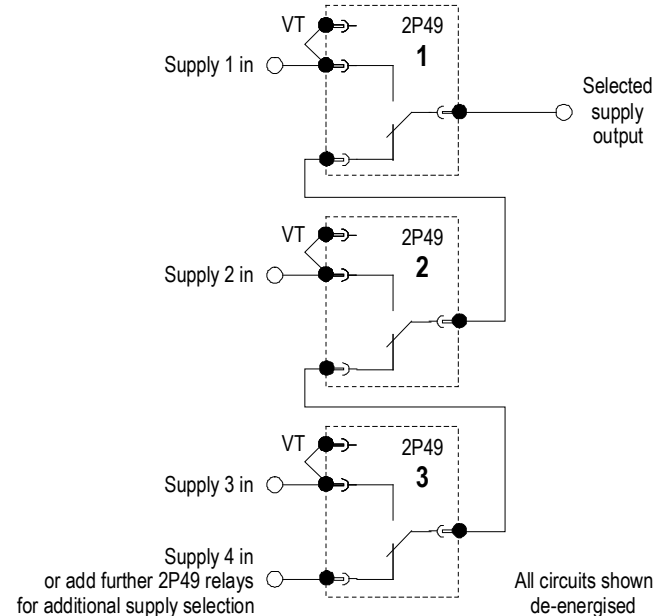 VT
2P49
1
Supply 1 in
Selected
supply
output
VT
2P49
2
Supply 2 in
VT
2P49
3
Supply 3 in
Supply 4 in
or add further 2P49 relays
for additional supply selection
All circuits shown
de-energised